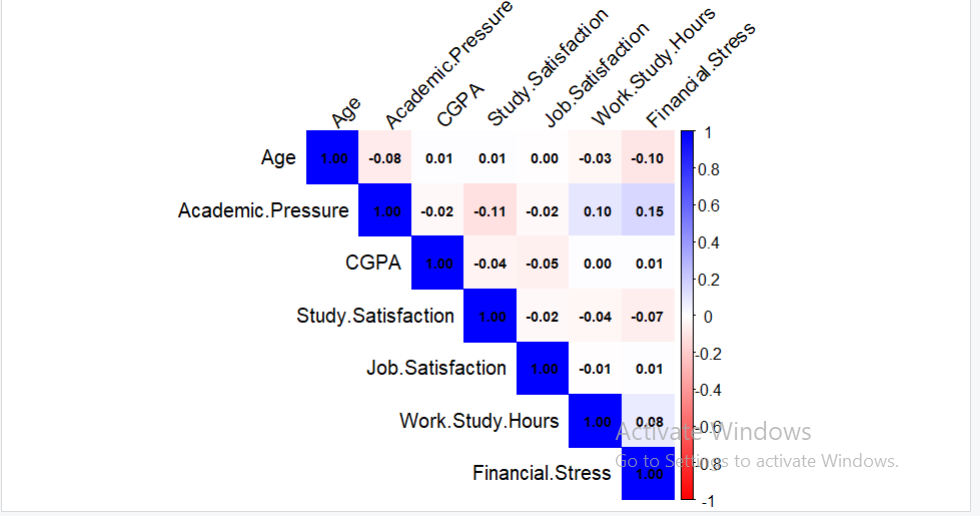 Age Academic.Pressure CGPA Study.Satisfaction Job.Satisfaction Work.Study.Hours Financial.Stress
Age 1.00 -0.08 0.01 0.01 0.00 -0.03 -0.10
Academic.Pressure 1.00 -0.02 -0.11 -0.02 0.10 0.15
CGPA 1.00 -0.04 -0.05 0.00 0.01
Study.Satisfaction 1.00 -0.02 -0.04 -0.07
Job.Satisfaction 1.00 -0.01 0.01
Work.Study.Hours 1.00 0.08
Financial.Stress 1.00
1
0.8
0.6
0.4
0.2
0
-0.2
-0.4
-0.6
-0.8
-1
Activate Windows
Go to Settings to activate Windows.